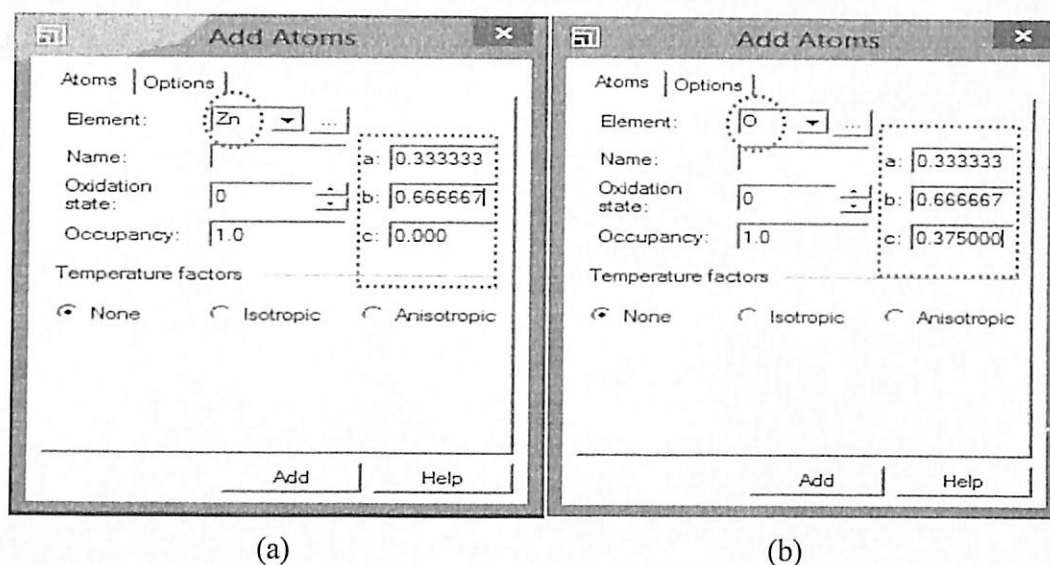 Add Atoms
Atoms Options
Element: Zn ...
Name: a: 0.333333
Oxidation state: 0 b: 0.666667
Occupancy: 1.0 c: 0.000
Temperature factors
None Isotropic Anisotropic
Add Help
(a)
Add Atoms
Atoms Options
Element: O ...
Name: a: 0.333333
Oxidation state: 0 b: 0.666667
Occupancy: 1.0 c: 0.375000
Temperature factors
None Isotropic Anisotropic
Add Help
(b)